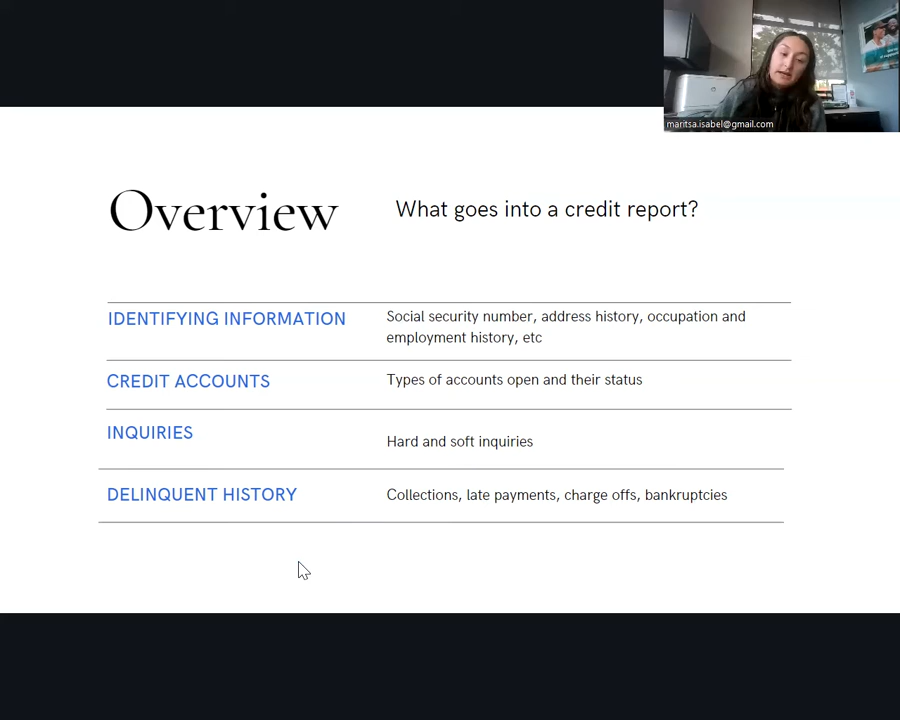 maritsa.isabel@gmail.com
Overview
What goes into a credit report?
IDENTIFYING INFORMATION
Social security number, address history, occupation and
employment history, etc
CREDIT ACCOUNTS
Types of accounts open and their status
INQUIRIES
Hard and soft inquiries
DELINQUENT HISTORY
Collections, late payments, charge offs, bankruptcies